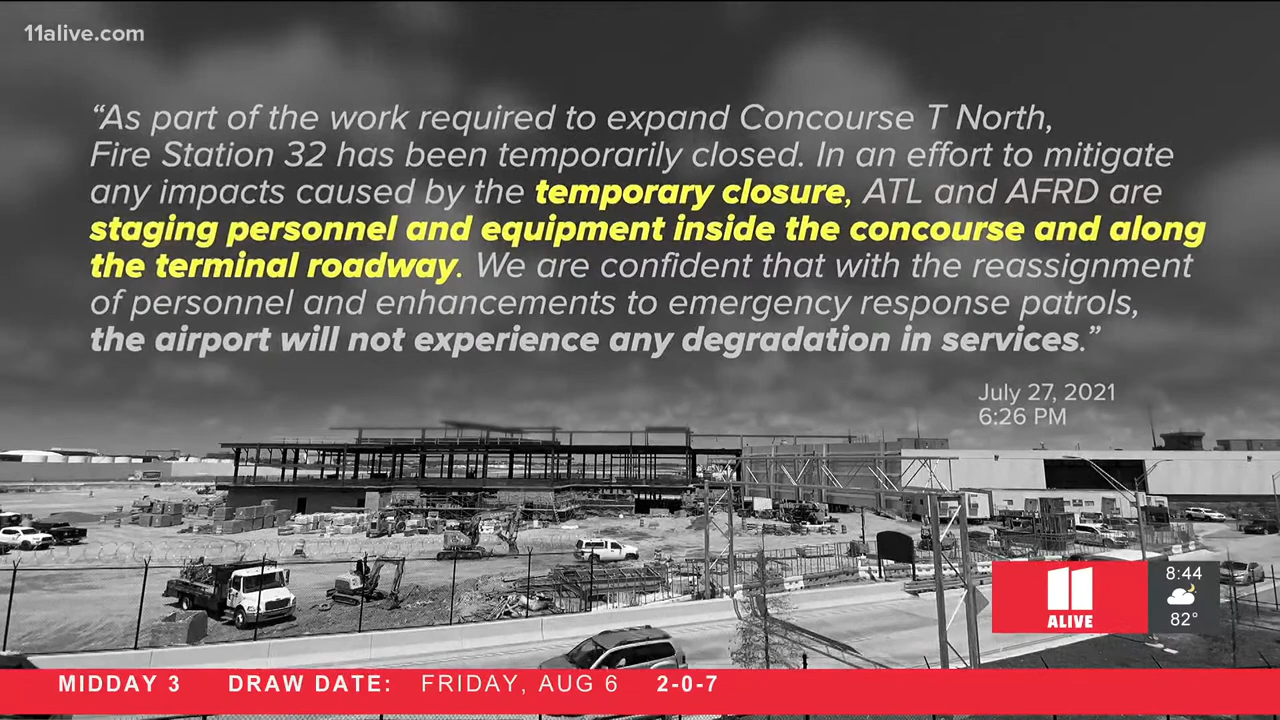 11alive.com
“As part of the work required to expand Concourse T North,
Fire Station 32 has been temporarily closed. In an effort to mitigate
any impacts caused by the temporary closure, ATL and AFRD are
staging personnel and equipment inside the concourse and along
the terminal roadway. We are confident that with the reassignment
of personnel and enhancements to emergency response patrols,
the airport will not experience any degradation in services.”
July 27, 2021
6:26 PM
11
ALIVE
8:44
82°
MIDDAY 3 DRAW DATE: FRIDAY, AUG 6 2-0-7